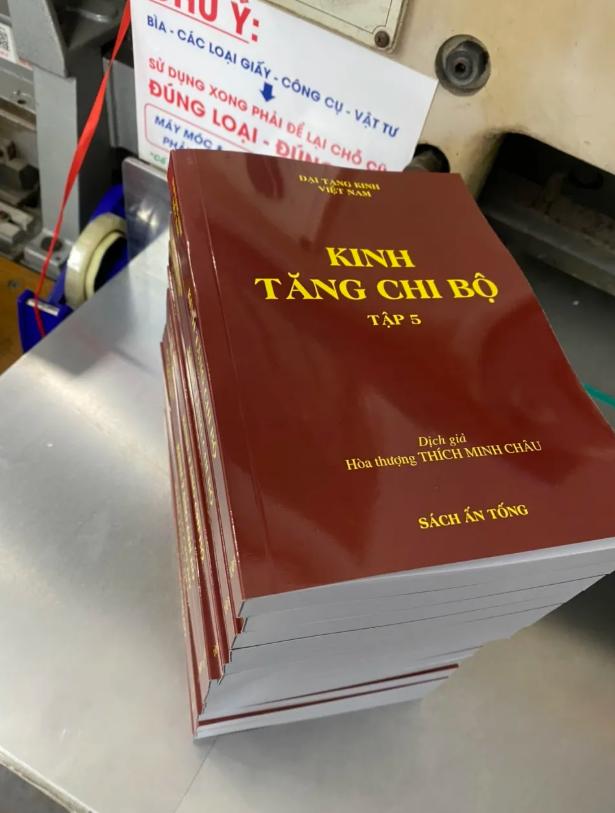 CHÚ Ý:
BÌA - CÁC LOẠI GIẤY - CÔNG CỤ - VẬT TƯ
SỬ DỤNG XONG PHẢI ĐỂ LẠI CHỖ CŨ
ĐÚNG LOẠI -
MÁY MÓC
ĐẠI TẠNG KINH
VIỆT NAM
KINH
TĂNG CHI BỘ
TẬP 5
Dịch giả
Hòa thượng THÍCH MINH CHÂU
SÁCH ẤN TỐNG